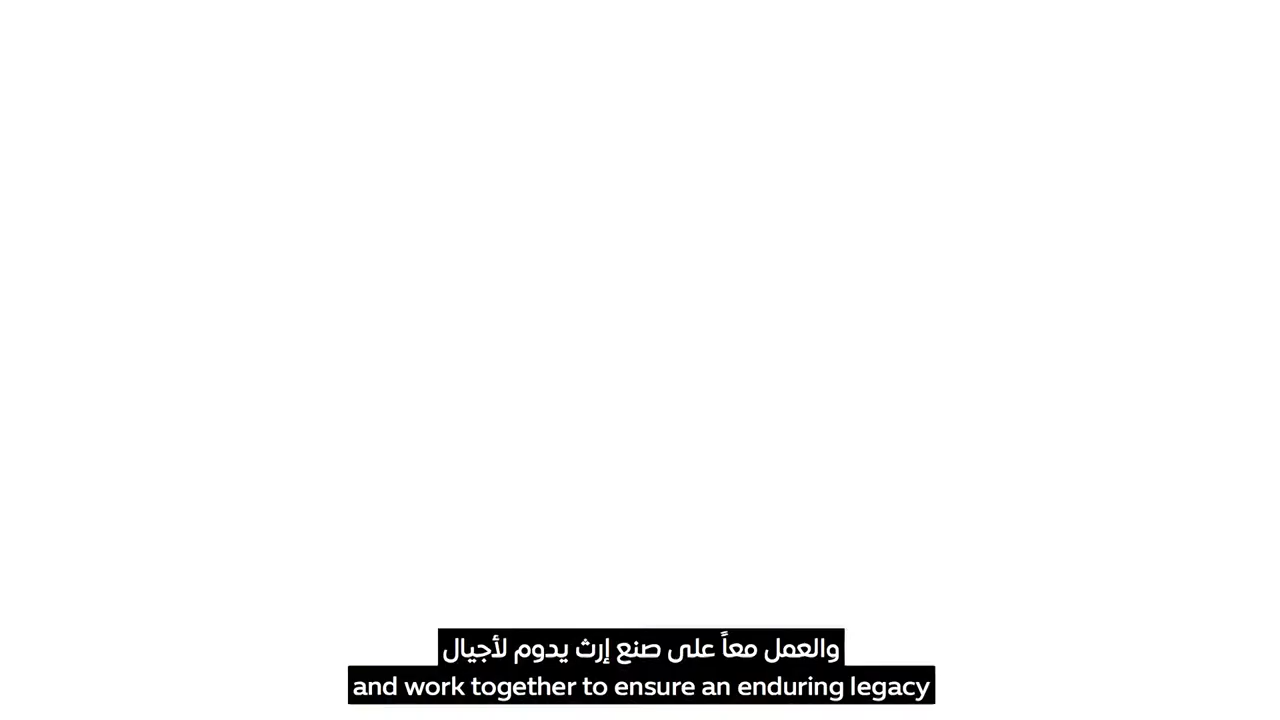 والعمل معاً على صنع إرث يدوم لأجيال
and work together to ensure an enduring legacy